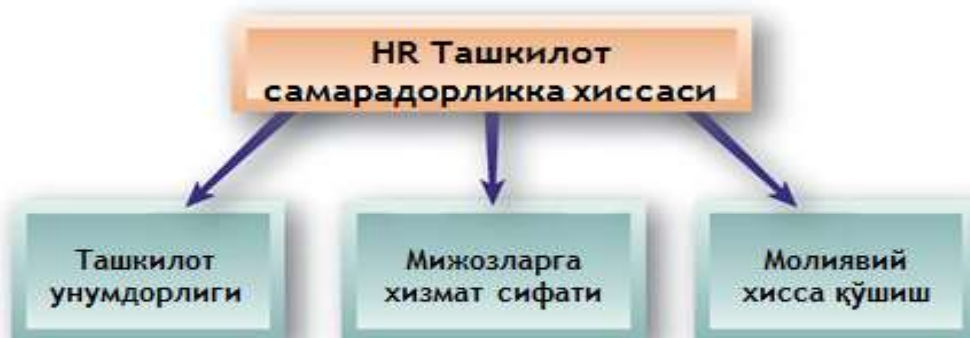 HR Ташкилот
самарадорликка хиссаси
Ташкилот
унумдорлиги
Мижозларга
хизмат сифати
Молиявий
хисса қўшиш